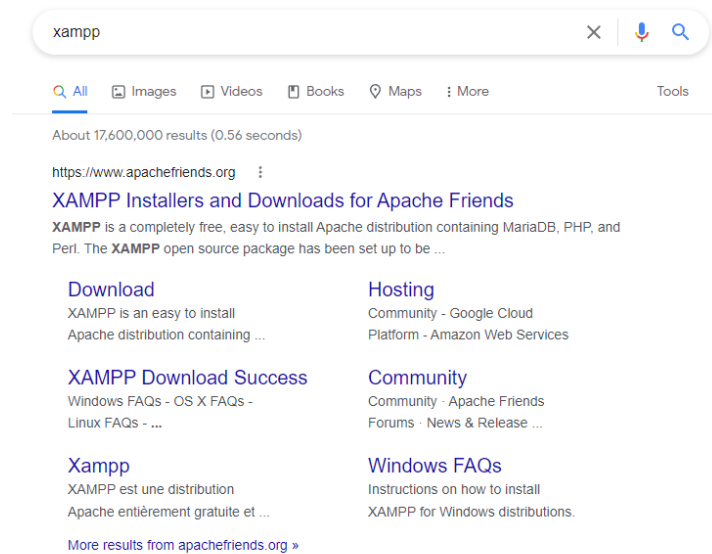 xampp
All Images Videos Books Maps More Tools
About 17,600,000 results (0.56 seconds)
https://www.apachefriends.org
XAMPP Installers and Downloads for Apache Friends
XAMPP is a completely free, easy to install Apache distribution containing MariaDB, PHP, and
Perl. The XAMPP open source package has been set up to be ...
Download
XAMPP is an easy to install
Apache distribution containing ...
Hosting
Community - Google Cloud
Platform - Amazon Web Services
XAMPP Download Success
Windows FAQs - OS X FAQs -
Linux FAQs - ...
Community
Community · Apache Friends
Forums · News & Release ...
Xampp
XAMPP est une distribution
Apache entièrement gratuite et ...
Windows FAQs
Instructions on how to install
XAMPP for Windows distributions.
More results from apachefriends.org »